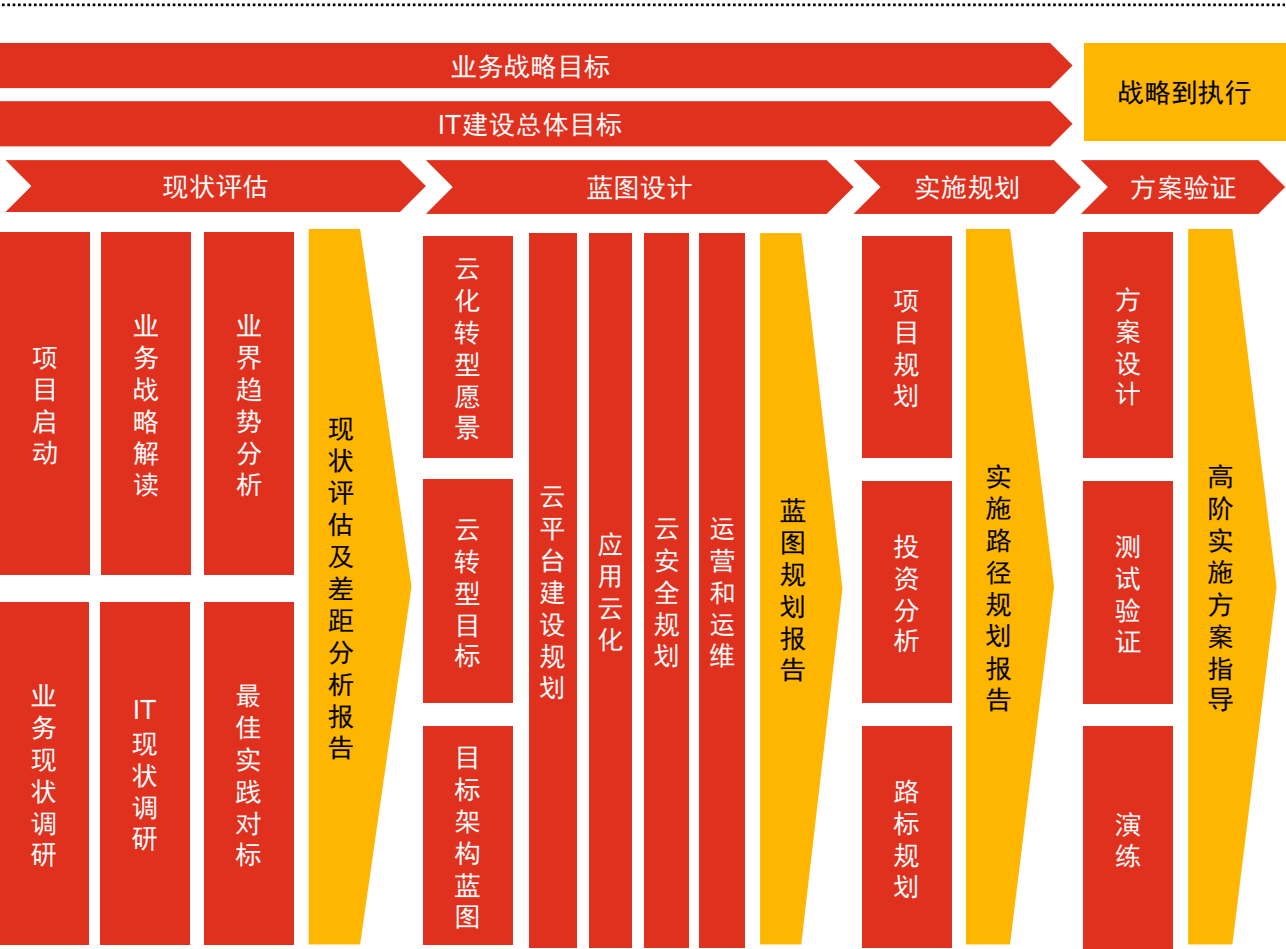 业务战略目标
IT建设总体目标
战略到执行
现状评估
蓝图设计
实施规划
方案验证
项目启动
业务战略解读
业界趋势分析
业务现状调研
IT现状调研
最佳实践对标
现状评估及差距分析报告
云化转型愿景
云转型目标
目标架构蓝图
云平台建设规划
应用云化
云安全规划
运营和运维
蓝图规划报告
项目规划
投资分析
路标规划
实施路径规划报告
方案设计
测试验证
演练
高阶实施方案指导